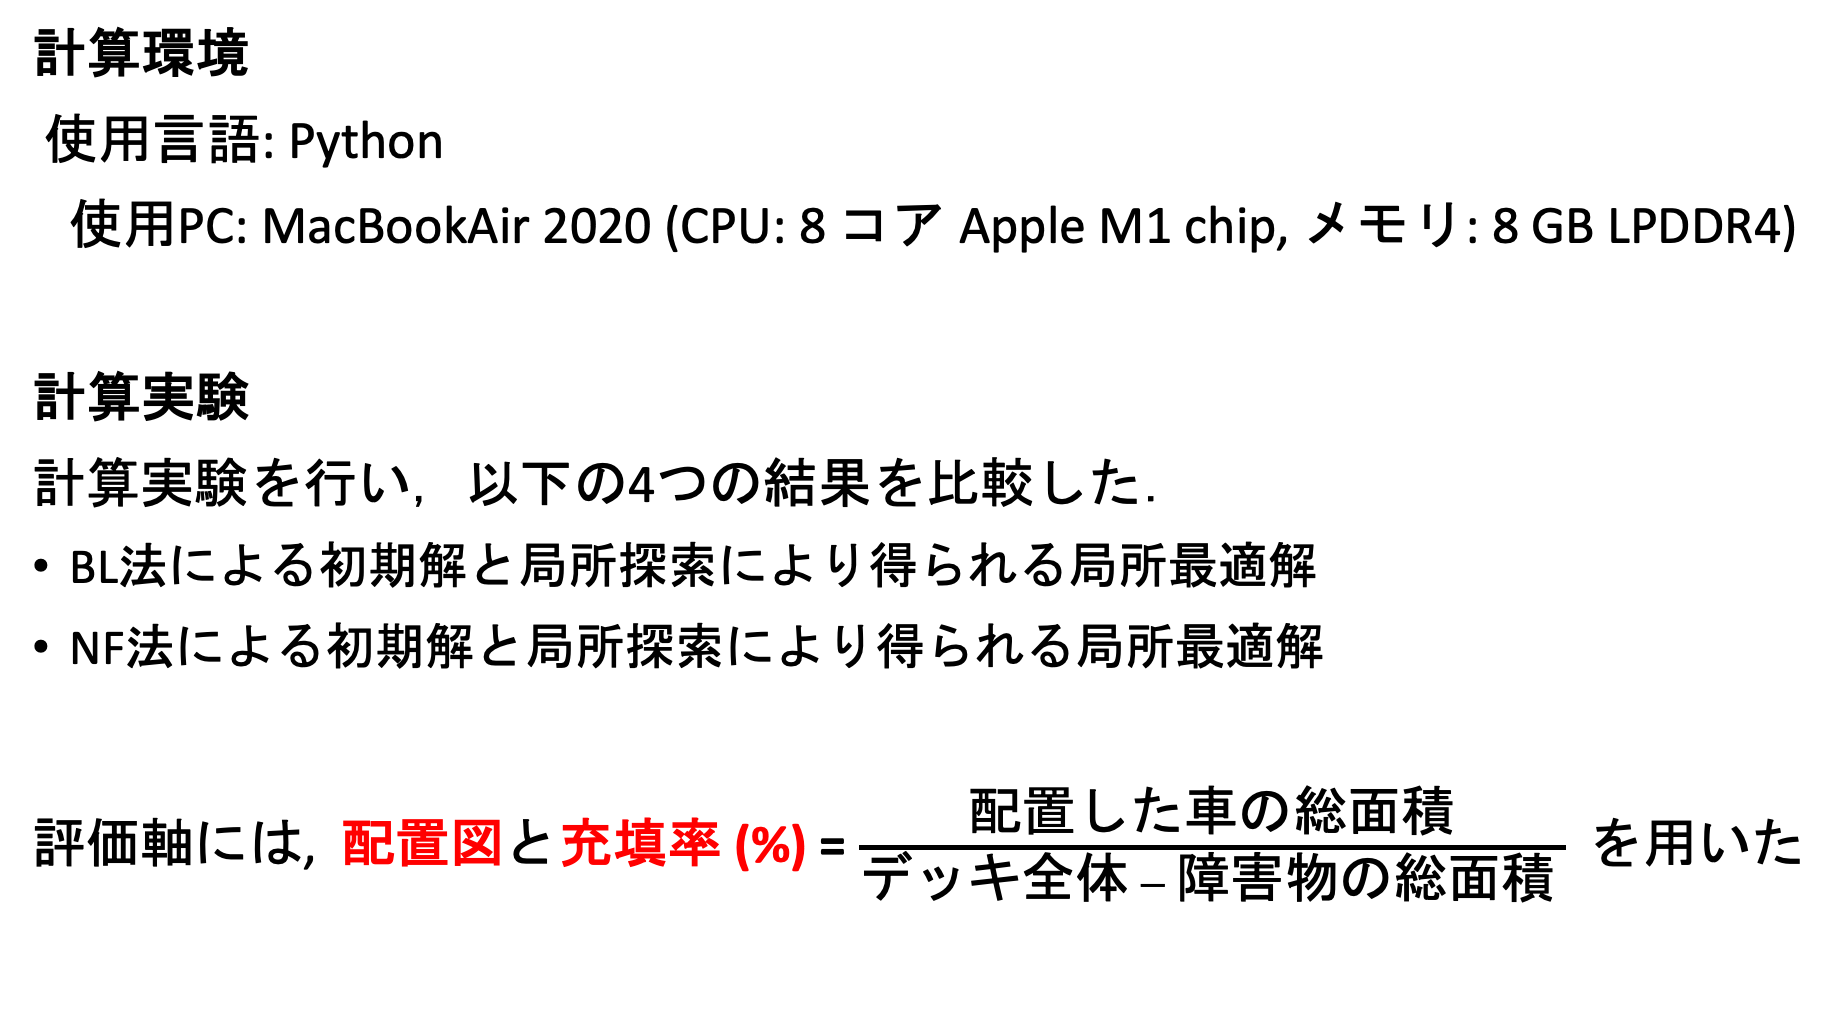 計算環境
使用言語: Python
使用PC: MacBookAir 2020 (CPU: 8 コア Apple M1 chip, メモリ: 8 GB LPDDR4)
計算実験
計算実験を行い, 以下の4つの結果を比較した.
• BL法による初期解と局所探索により得られる局所最適解
• NF法による初期解と局所探索により得られる局所最適解
配置した車の総面積
評価軸には, 配置図と充填率 (%) = を用いた
デッキ全体 – 障害物の総面積